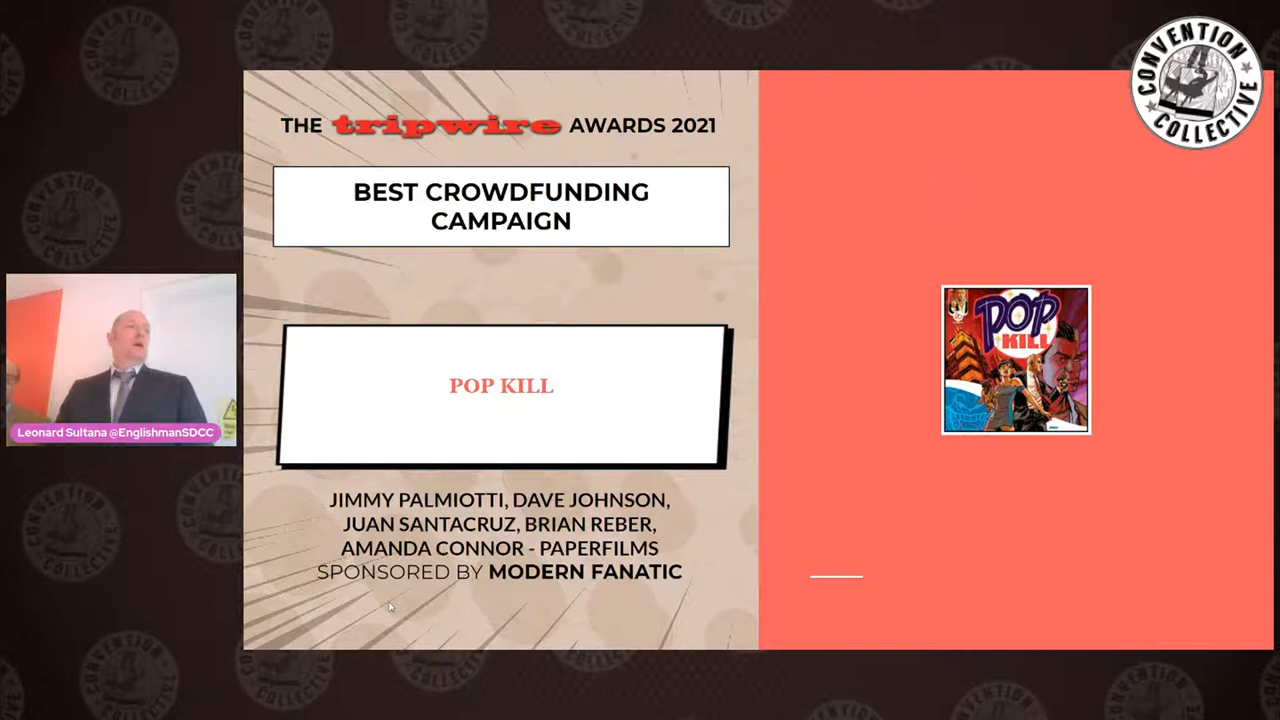 THE tripwire AWARDS 2021
BEST CROWDFUNDING
CAMPAIGN
POP KILL
JIMMY PALMIOTTI, DAVE JOHNSON,
JUAN SANTACRUZ, BRIAN REBER,
AMANDA CONNOR - PAPERFILMS
SPONSORED BY MODERN FANATIC
POP
KILL
Leonard Sultana @EnglishmanSDCC
CONVENTION
COLLECTIVE